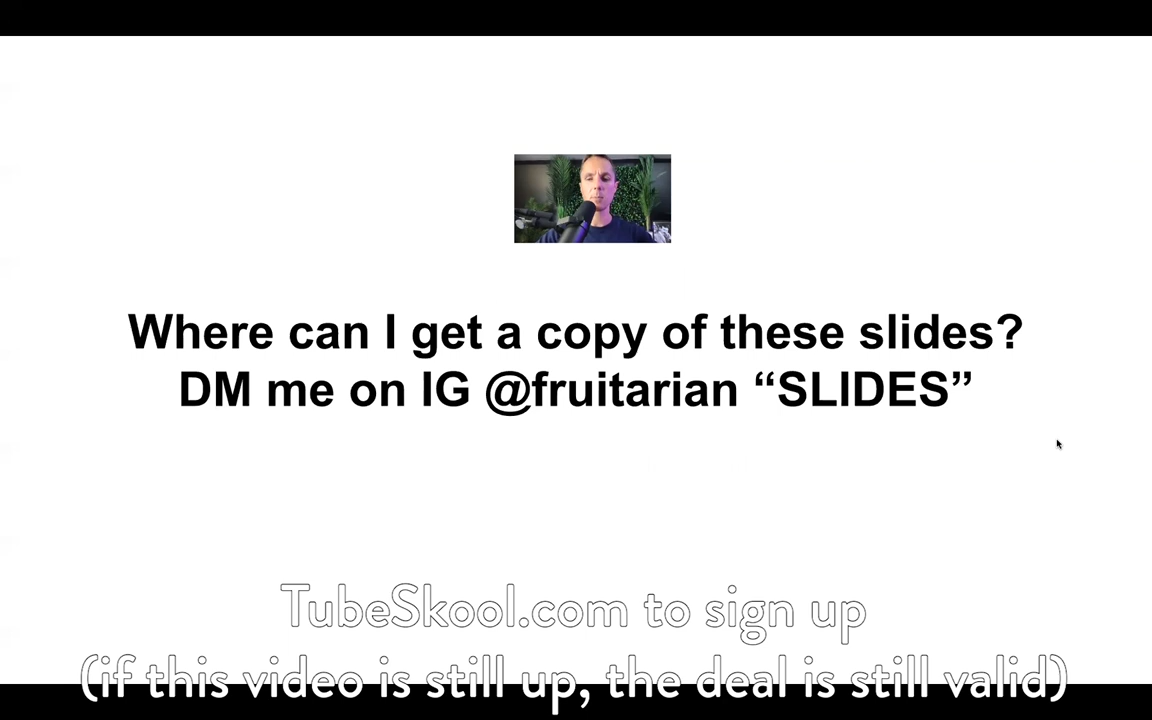 Where can I get a copy of these slides?
DM me on IG @fruitarian “SLIDES”
TubeSkool.com to sign up
(if this video is still up, the deal is still valid)